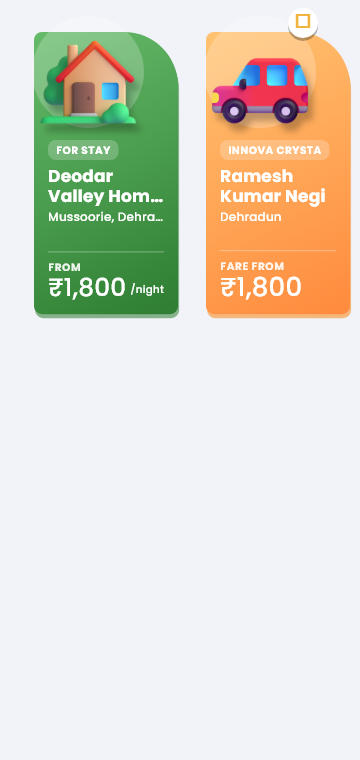 FOR STAY
Deodar
Valley Hom...
Mussoorie, Dehra...
FROM
₹1,800 /night
INNOVA CRYSTA
Ramesh
Kumar Negi
Dehradun
FARE FROM
₹1,800